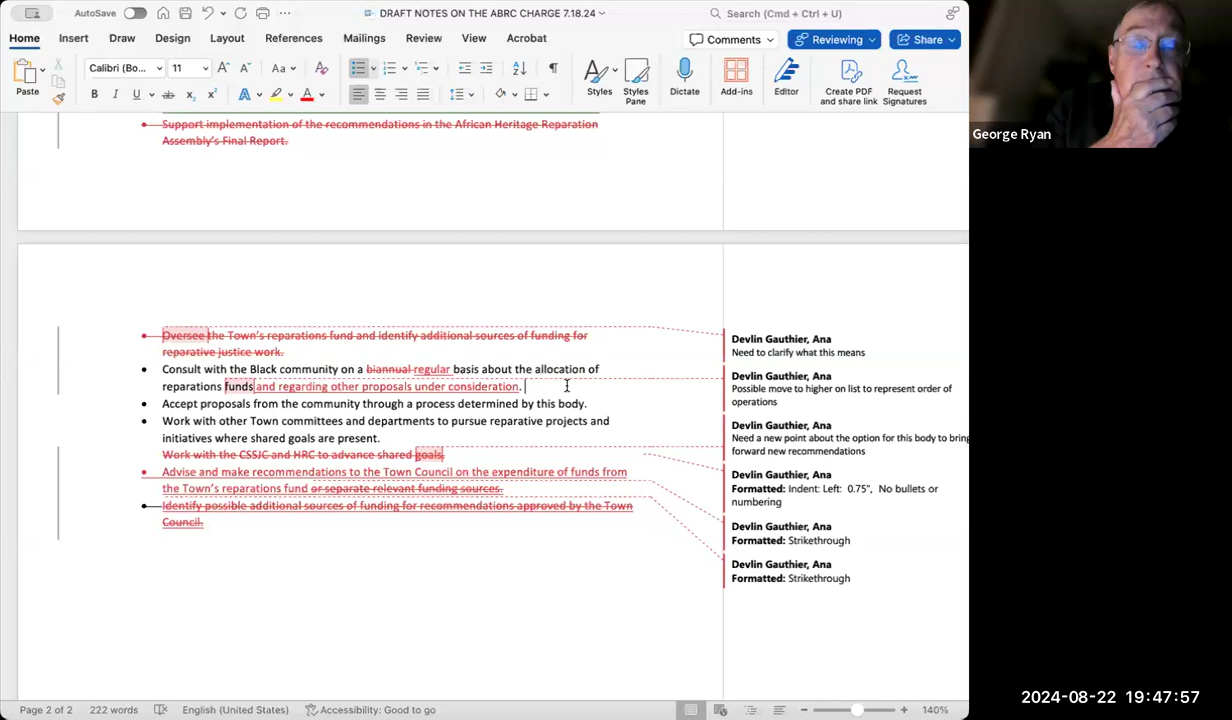 AutoSave
DRAFT NOTES ON THE ABRC CHARGE 7.18.24
Search (Cmd + Ctrl + U)
Home Insert Draw Design Layout References Mailings Review View Acrobat Comments Reviewing Share
Paste Calibri (Bo... 11 Styles Styles Pane Dictate Add-ins Editor Create PDF and share link Request Signatures
Support implementation of the recommendations in the African Heritage Reparation
Assembly's Final Report.
George Ryan
• Oversee the Town's reparations fund and identify additional sources of funding for
reparative justice work.
• Consult with the Black community on a biannual regular basis about the allocation of
reparations funds and regarding other proposals under consideration.
• Accept proposals from the community through a process determined by this body.
• Work with other Town committees and departments to pursue reparative projects and
initiatives where shared goals are present.
Work with the CSSJC and HRC to advance shared goals.
• Advise and make recommendations to the Town Council on the expenditure of funds from
the Town's reparations fund or separate relevant funding sources.
• Identify possible additional sources of funding for recommendations approved by the Town
Council.
Devlin Gauthier, Ana
Need to clarify what this means
Devlin Gauthier, Ana
Possible move to higher on list to represent order of
operations
Devlin Gauthier, Ana
Need a new point about the option for this body to bring
forward new recommendations
Devlin Gauthier, Ana
Formatted: Indent: Left: 0.75", No bullets or
numbering
Devlin Gauthier, Ana
Formatted: Strikethrough
Devlin Gauthier, Ana
Formatted: Strikethrough
Page 2 of 2 222 words English (United States) Accessibility: Good to go 140%
2024-08-22 19:47:57